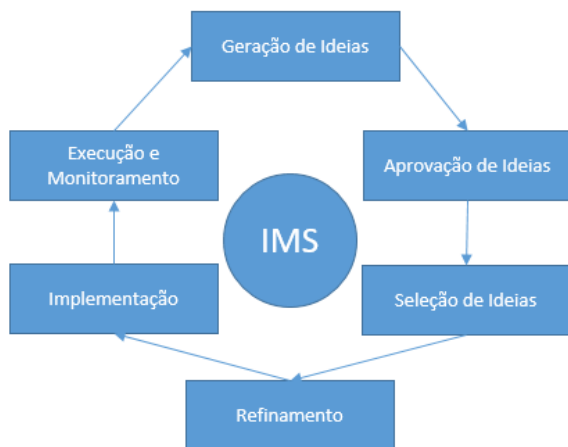 Geração de Ideias
Aprovação de Ideias
Seleção de Ideias
Refinamento
Implementação
Execução e
Monitoramento
IMS